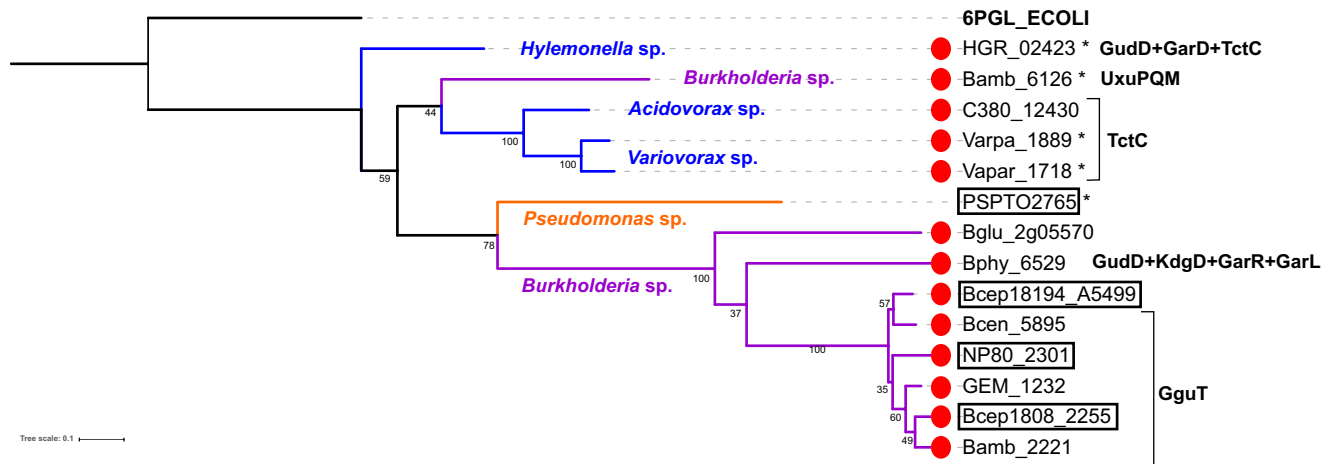 6PGL_ECOLI
Hylemonella sp.
HGR_02423 * GudD+GarD+TctC
Burkholderia sp.
Bamb_6126 * UxuPQM
44
Acidovorax sp.
C380_12430
100
Varpa_1889 * TctC
100
Variovorax sp.
59
Vapar_1718 *
PSPTO2765 *
Pseudomonas sp.
78
Bglu_2g05570
100
Burkholderia sp.
Bphy_6529 GudD+KdgD+GarR+GarL
37
57
Bcep18194_A5499
Bcen_5895
100
NP80_2301
35
GEM_1232 GguT
60
Bcep1808_2255
49
Bamb_2221
Tree scale: 0.1